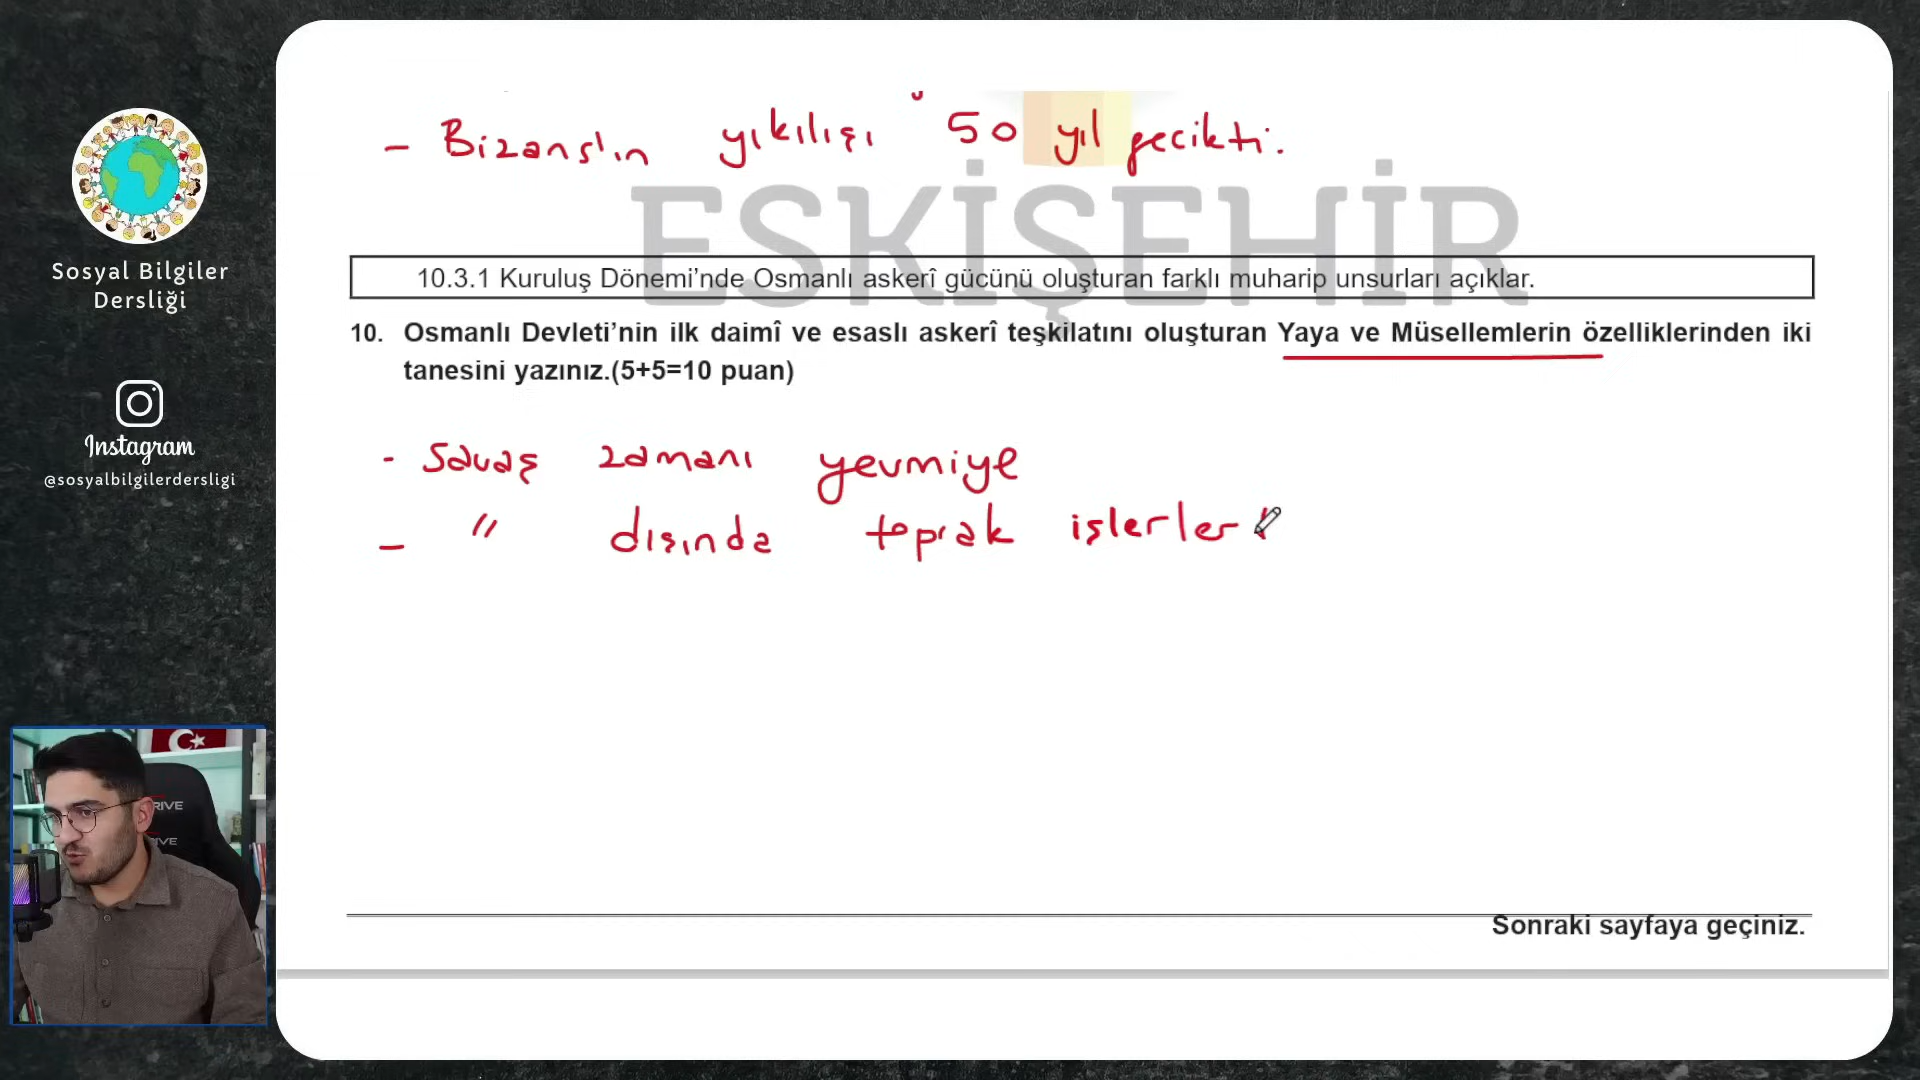 - Bizans'ın yıkılışı 50 yıl gecikti.
ESKİŞEHİR
10.3.1 Kuruluş Dönemi’nde Osmanlı askerî gücünü oluşturan farklı muharip unsurları açıklar.
10. Osmanlı Devleti’nin ilk daimî ve esaslı askerî teşkilatını oluşturan Yaya ve Müsellemlerin özelliklerinden iki
tanesini yazınız.(5+5=10 puan)
- Savaş zamanı yevmiye
- " dışında toprak işlerler
Sonraki sayfaya geçiniz.
Sosyal Bilgiler
Dersliği
Instagram
@sosyalbilgilerdersligi
RIVE
IVE